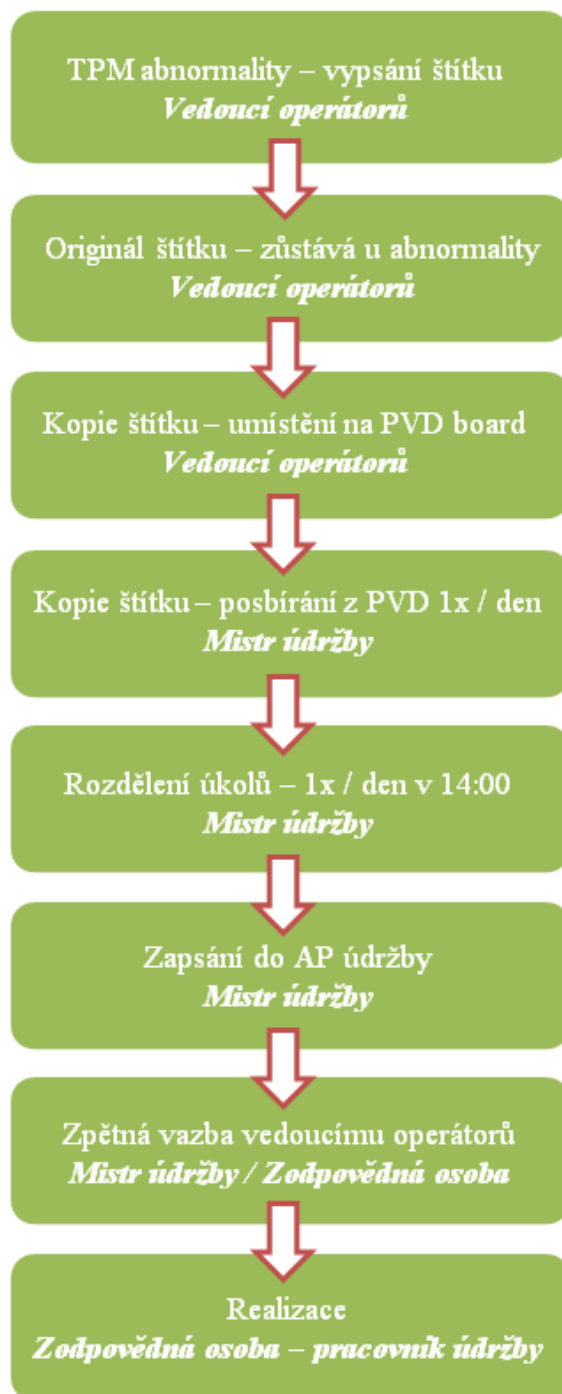 TPM abnormality – vypsání štítku
Vedoucí operátorů
Originál štítku – zůstává u abnormality
Vedoucí operátorů
Kopie štítku – umístění na PVD board
Vedoucí operátorů
Kopie štítku – posbírání z PVD 1x / den
Mistr údržby
Rozdělení úkolů – 1x / den v 14:00
Mistr údržby
Zapsání do AP údržby
Mistr údržby
Zpětná vazba vedoucímu operátorů
Mistr údržby / Zodpovědná osoba
Realizace
Zodpovědná osoba – pracovník údržby